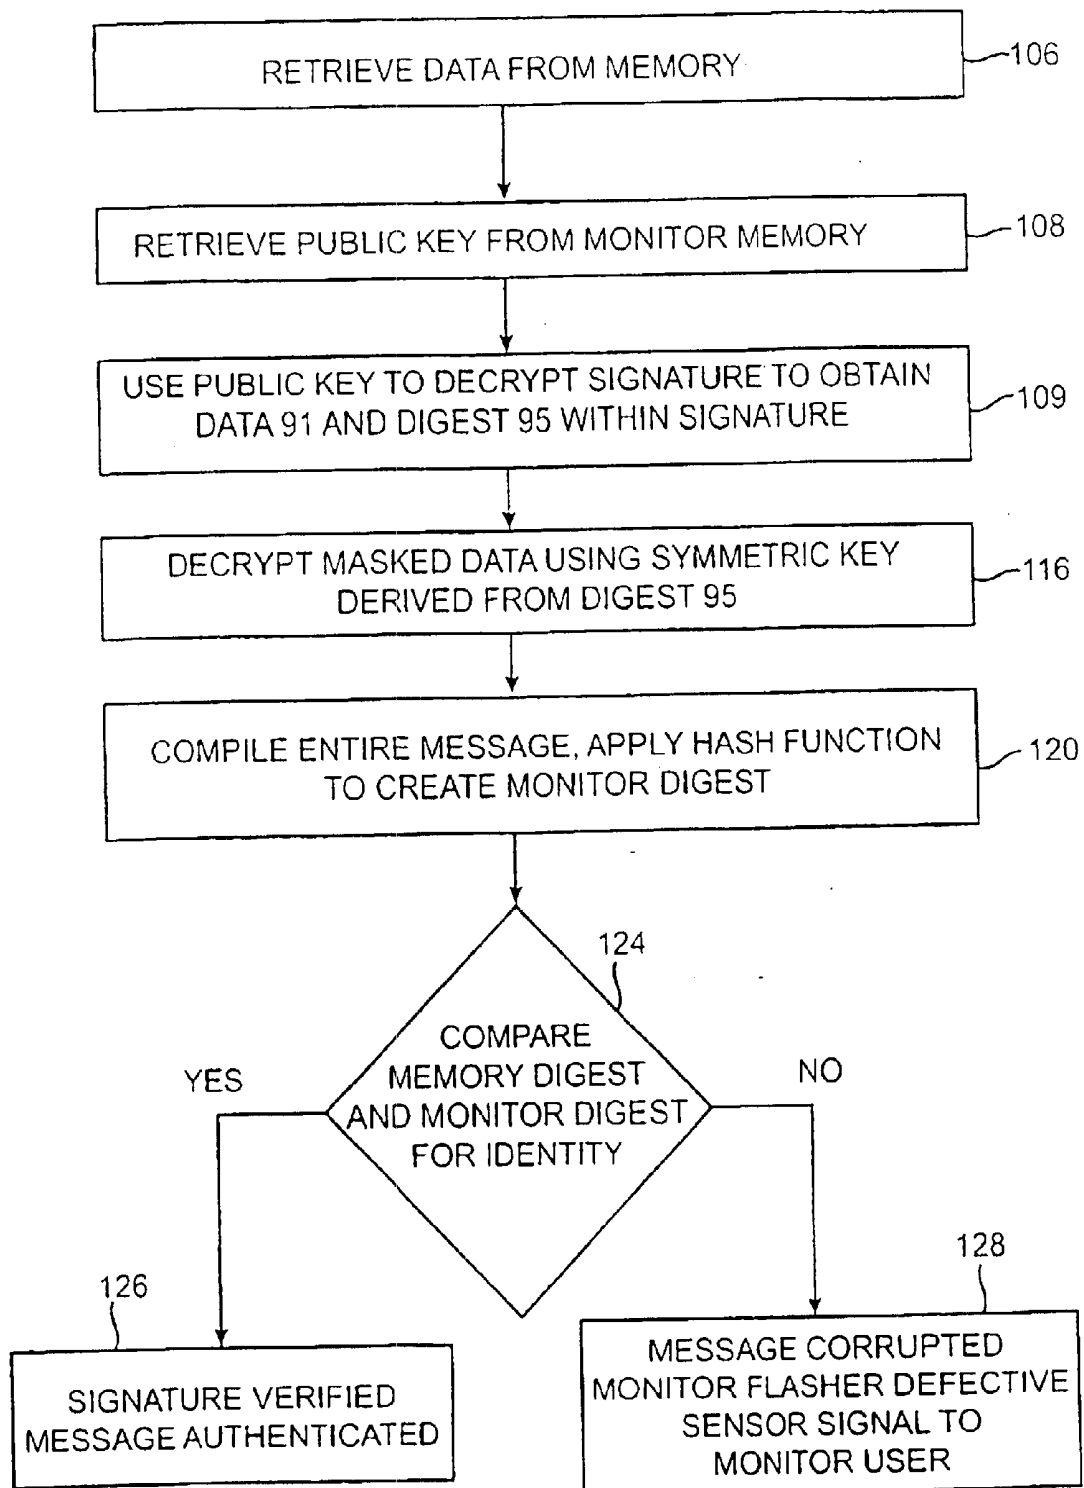 RETRIEVE DATA FROM MEMORY
106
RETRIEVE PUBLIC KEY FROM MONITOR MEMORY
108
USE PUBLIC KEY TO DECRYPT SIGNATURE TO OBTAIN
DATA 91 AND DIGEST 95 WITHIN SIGNATURE
109
DECRYPT MASKED DATA USING SYMMETRIC KEY
DERIVED FROM DIGEST 95
116
COMPILE ENTIRE MESSAGE, APPLY HASH FUNCTION
TO CREATE MONITOR DIGEST
120
124
COMPARE
MEMORY DIGEST
AND MONITOR DIGEST
FOR IDENTITY
YES
NO
126
SIGNATURE VERIFIED
MESSAGE AUTHENTICATED
128
MESSAGE CORRUPTED
MONITOR FLASHER DEFECTIVE
SENSOR SIGNAL TO
MONITOR USER